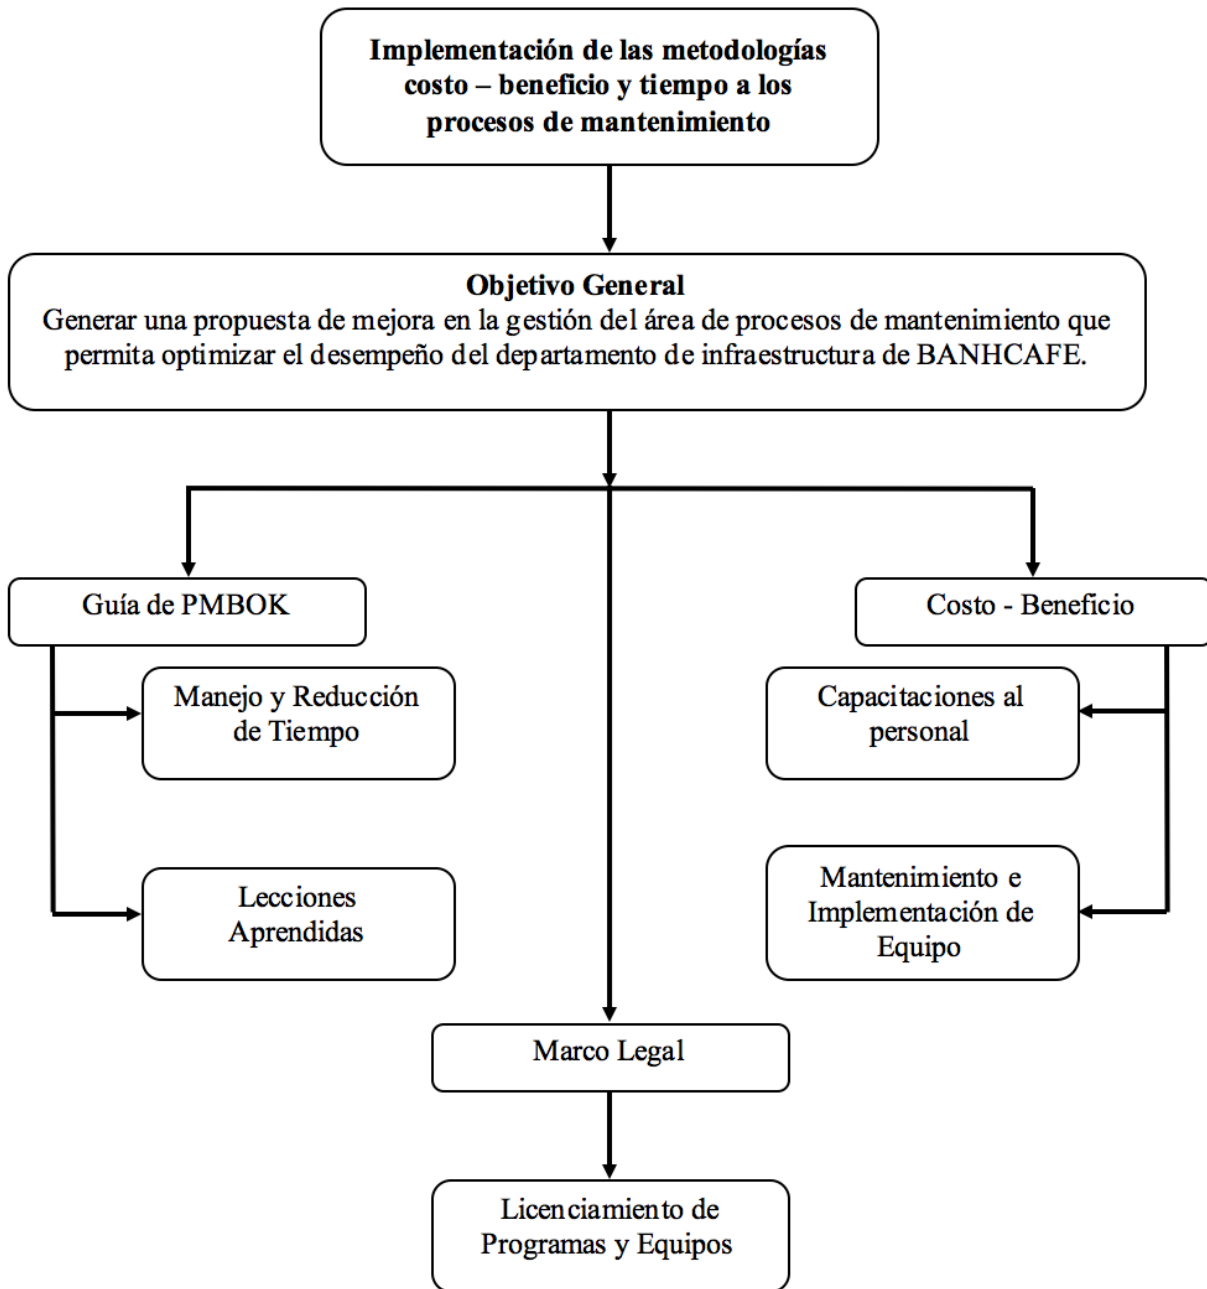 Implementación de las metodologías
costo – beneficio y tiempo a los
procesos de mantenimiento
Objetivo General
Generar una propuesta de mejora en la gestión del área de procesos de mantenimiento que
permita optimizar el desempeño del departamento de infraestructura de BANHCAFE.
Guía de PMBOK
Costo - Beneficio
Manejo y Reducción
de Tiempo
Capacitaciones al
personal
Lecciones
Aprendidas
Mantenimiento e
Implementación de
Equipo
Marco Legal
Licenciamiento de
Programas y Equipos